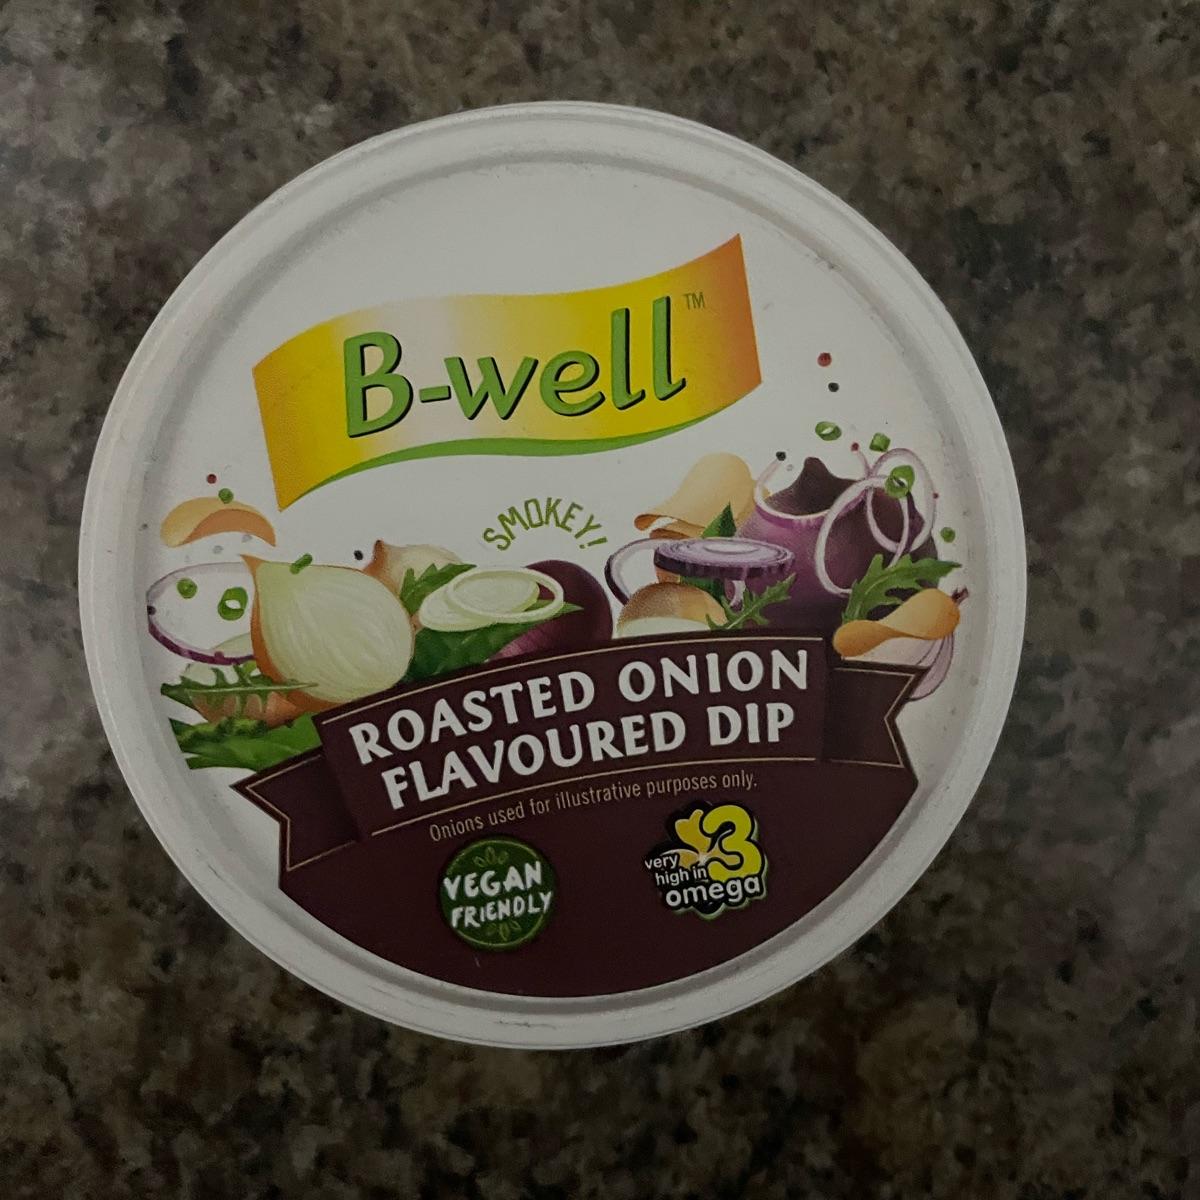 B-well™
SMOKEY!
ROASTED ONION
FLAVOURED DIP
Onions used for illustrative purposes only.
VEGAN
FRIENDLY
very
high in
omega
3